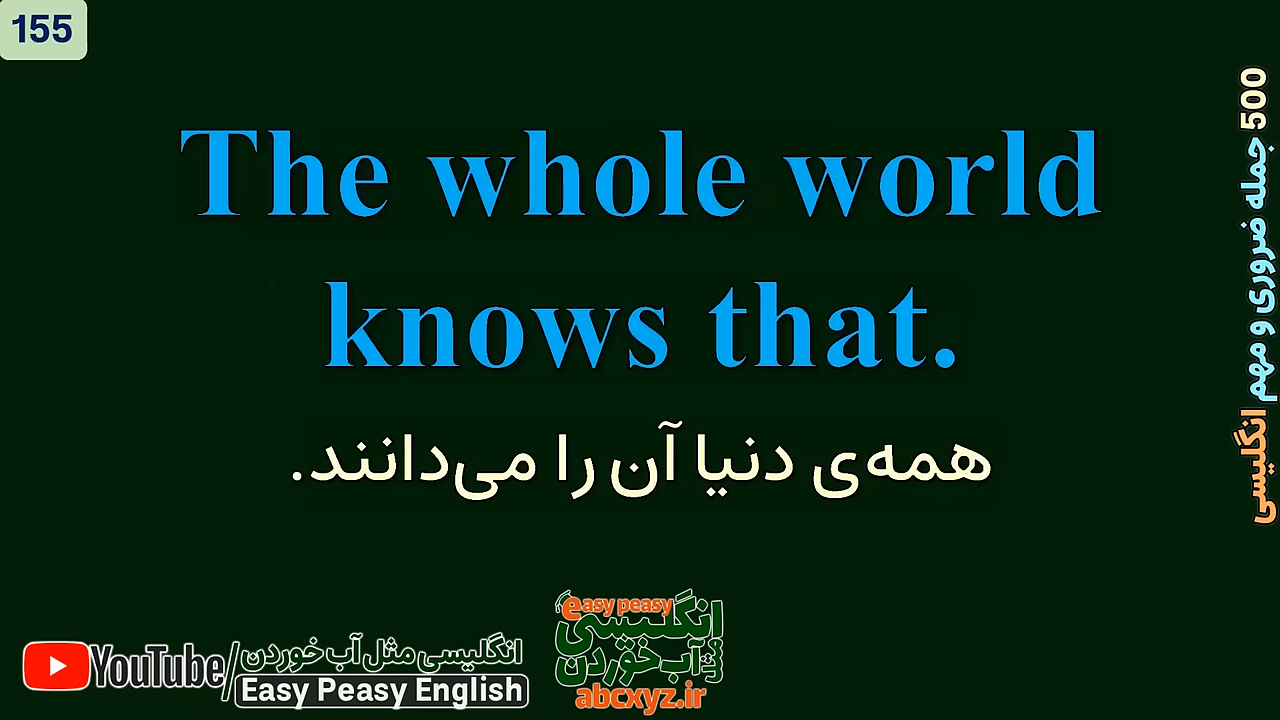 155
The whole world
knows that.
همه‌ی دنیا آن را می‌دانند.
500 جمله ضروری و مهم انگلیسی
YouTube/انگلیسی مثل آب خوردن
Easy Peasy English
easy peasy
انگلیسی
مثل آب خوردن
abcxyz.ir